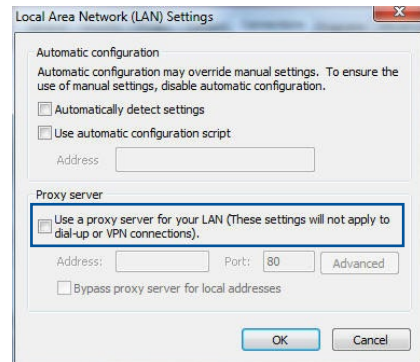 Local Area Network (LAN) Settings
Automatic configuration
Automatic configuration may override manual settings. To ensure the
use of manual settings, disable automatic configuration.
Automatically detect settings
Use automatic configuration script
Address
Proxy server
Use a proxy server for your LAN (These settings will not apply to
dial-up or VPN connections).
Address: Port: 80 Advanced
Bypass proxy server for local addresses
OK Cancel